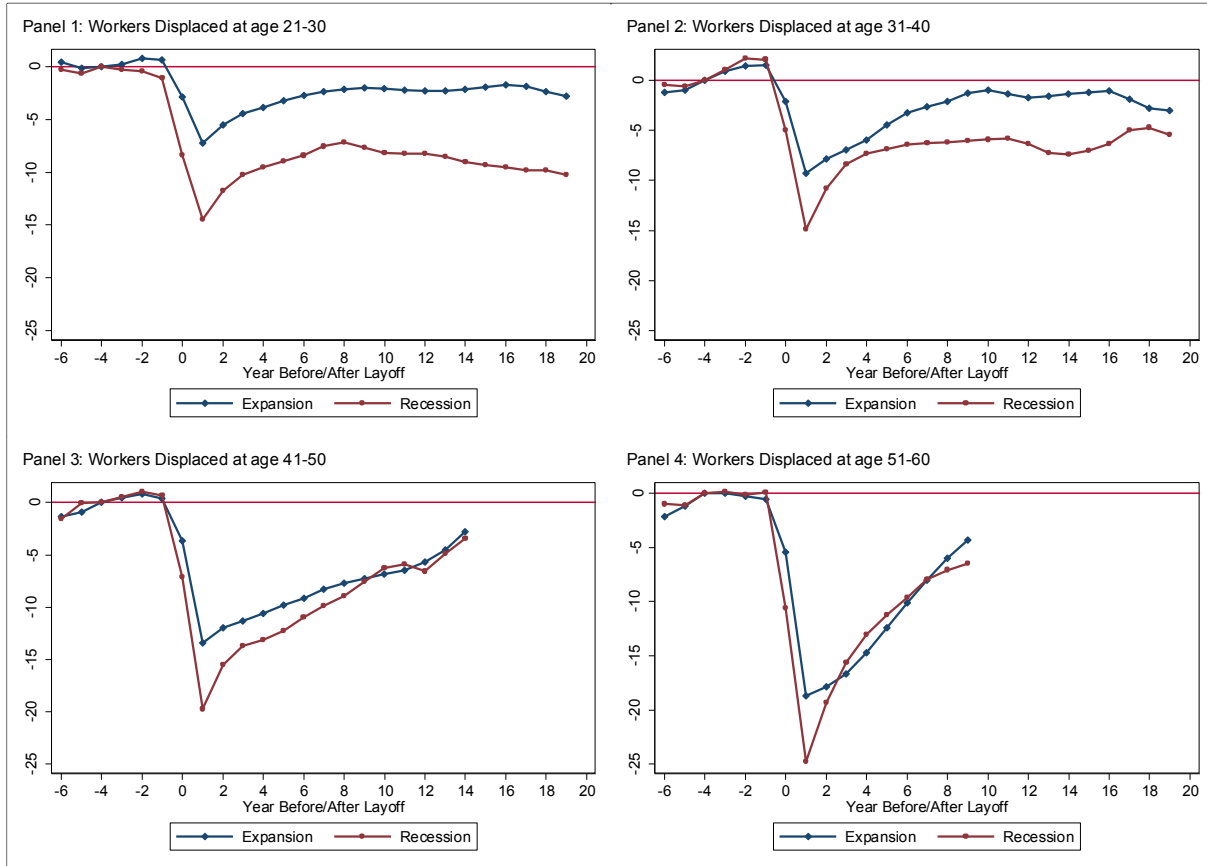 Panel 1: Workers Displaced at age 21-30
0
-5
-10
-15
-20
-25
-6 -4 -2 0 2 4 6 8 10 12 14 16 18 20
Year Before/After Layoff
Expansion Recession
Panel 2: Workers Displaced at age 31-40
0
-5
-10
-15
-20
-25
-6 -4 -2 0 2 4 6 8 10 12 14 16 18 20
Year Before/After Layoff
Expansion Recession
Panel 3: Workers Displaced at age 41-50
0
-5
-10
-15
-20
-25
-6 -4 -2 0 2 4 6 8 10 12 14 16 18 20
Year Before/After Layoff
Expansion Recession
Panel 4: Workers Displaced at age 51-60
0
-5
-10
-15
-20
-25
-6 -4 -2 0 2 4 6 8 10 12 14 16 18 20
Year Before/After Layoff
Expansion Recession